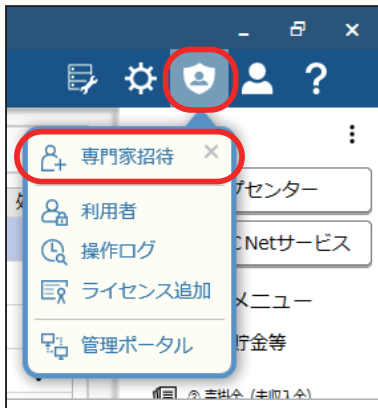 ?
専門家招待 ×
プセンター
利用者
C Netサービス
操作ログ
ライセンス追加
メニュー
管理ポータル
貯金等